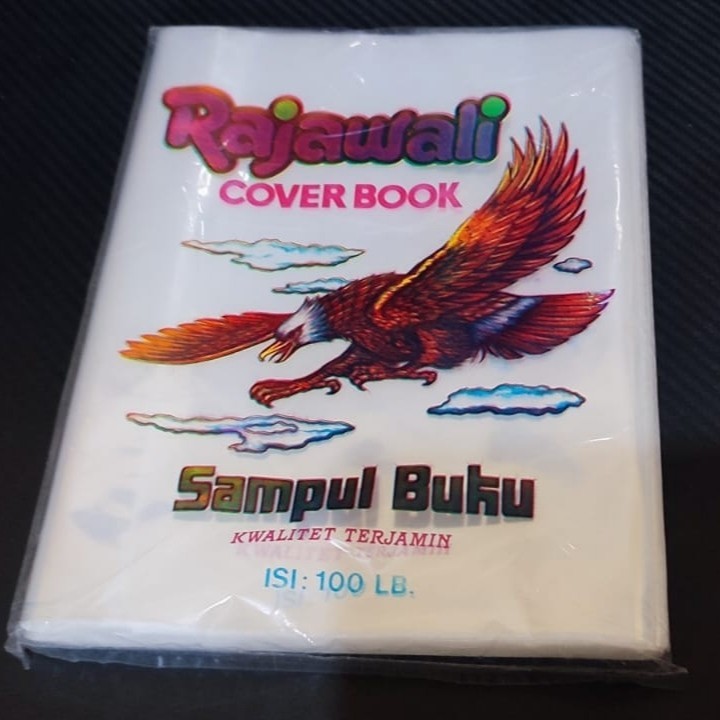 Rajawali
COVER BOOK
Sampul Buku
KWALITET TERJAMIN
ISI: 100 LB.